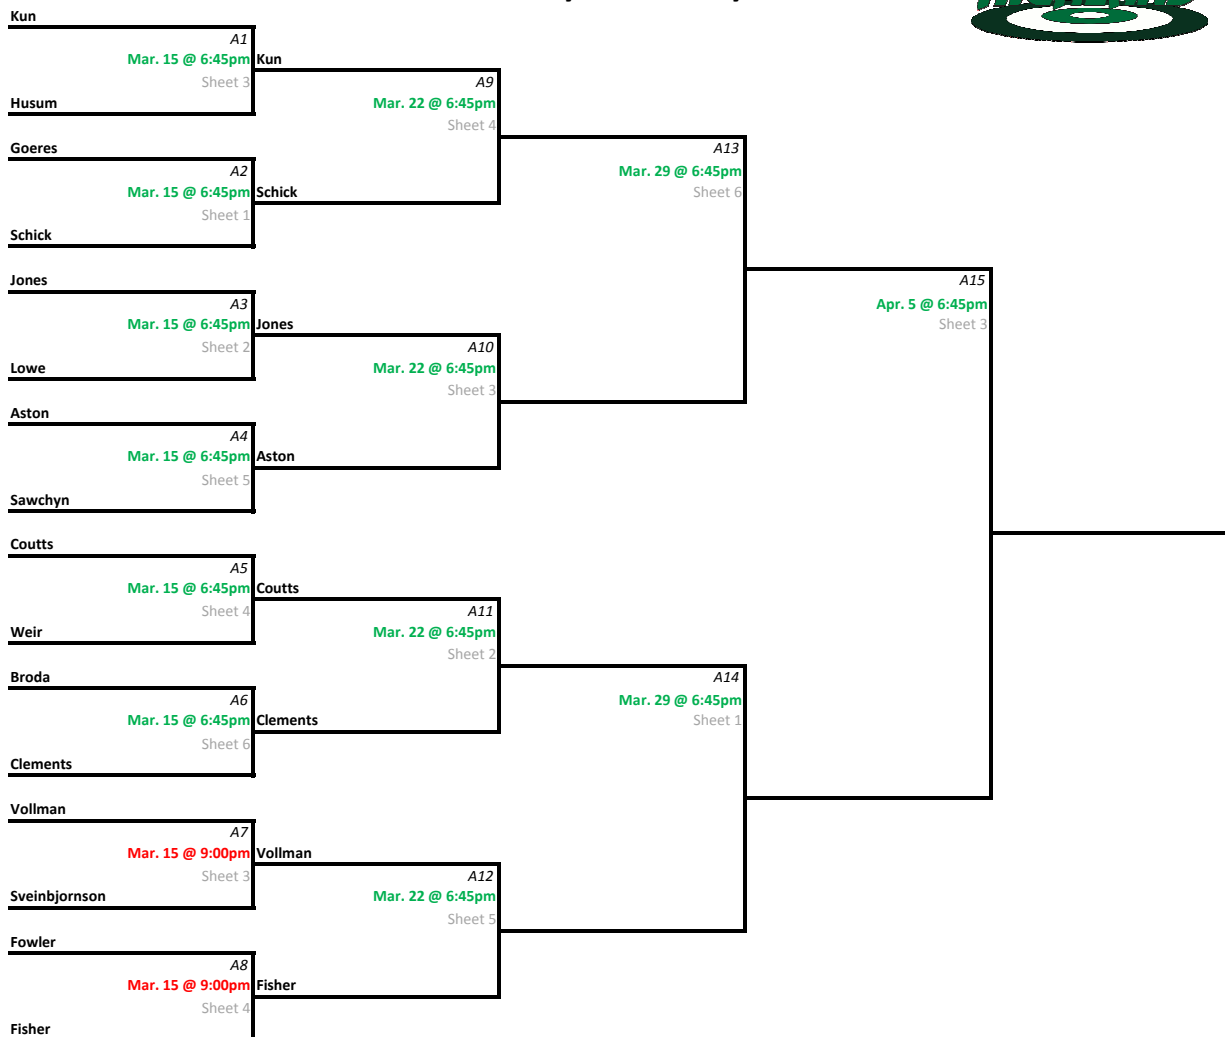 Kun
A1
Mar. 15 @ 6:45pm Kun
Sheet 3
A9
Mar. 22 @ 6:45pm
Husum
Sheet 4
Goeres
A13
A2
Mar. 29 @ 6:45pm
Mar. 15 @ 6:45pm Schick
Sheet 6
Sheet 1
Schick
Jones
A15
A3
Apr. 5 @ 6:45pm
Mar. 15 @ 6:45pm Jones
Sheet 3
Sheet 2
A10
Lowe
Mar. 22 @ 6:45pm
Sheet 3
Aston
A4
Mar. 15 @ 6:45pm Aston
Sheet 5
Sawchyn
Coutts
A5
Mar. 15 @ 6:45pm Coutts
Sheet 4
A11
Weir
Mar. 22 @ 6:45pm
Sheet 2
Broda
A14
A6
Mar. 29 @ 6:45pm
Mar. 15 @ 6:45pm Clements
Sheet 1
Sheet 6
Clements
Vollman
A7
Mar. 15 @ 9:00pm Vollman
Sheet 3
A12
Sveinbjornson
Mar. 22 @ 6:45pm
Sheet 5
Fowler
A8
Mar. 15 @ 9:00pm Fisher
Sheet 4
Fisher